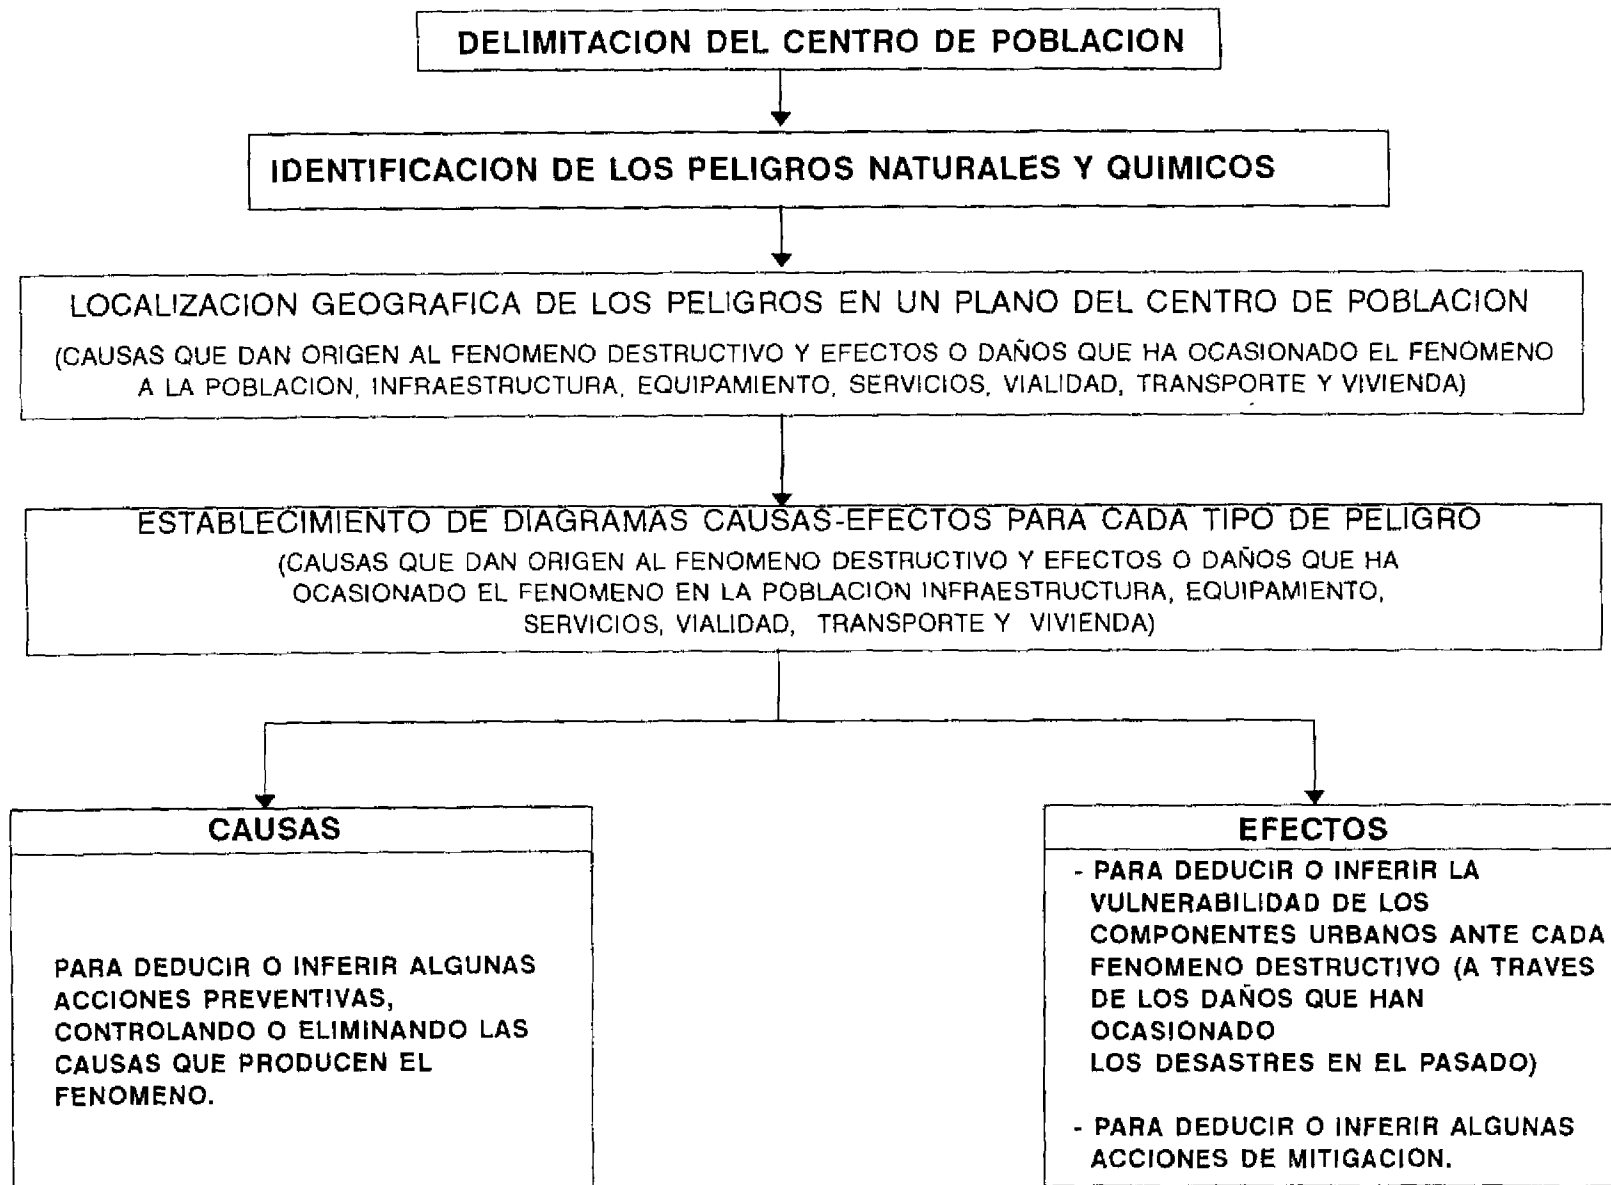 DELIMITACION DEL CENTRO DE POBLACION
IDENTIFICACION DE LOS PELIGROS NATURALES Y QUIMICOS
LOCALIZACION GEOGRAFICA DE LOS PELIGROS EN UN PLANO DEL CENTRO DE POBLACION
(CAUSAS QUE DAN ORIGEN AL FENOMENO DESTRUCTIVO Y EFECTOS O DAÑOS QUE HA OCASIONADO EL FENOMENO
A LA POBLACION, INFRAESTRUCTURA, EQUIPAMIENTO, SERVICIOS, VIALIDAD, TRANSPORTE Y VIVIENDA)
ESTABLECIMIENTO DE DIAGRAMAS CAUSAS-EFECTOS PARA CADA TIPO DE PELIGRO
(CAUSAS QUE DAN ORIGEN AL FENOMENO DESTRUCTIVO Y EFECTOS O DAÑOS QUE HA
OCASIONADO EL FENOMENO EN LA POBLACION INFRAESTRUCTURA, EQUIPAMIENTO,
SERVICIOS, VIALIDAD, TRANSPORTE Y VIVIENDA)
CAUSAS
PARA DEDUCIR O INFERIR ALGUNAS
ACCIONES PREVENTIVAS,
CONTROLANDO O ELIMINANDO LAS
CAUSAS QUE PRODUCEN EL
FENOMENO.
EFECTOS
- PARA DEDUCIR O INFERIR LA
VULNERABILIDAD DE LOS
COMPONENTES URBANOS ANTE CADA
FENOMENO DESTRUCTIVO (A TRAVES
DE LOS DAÑOS QUE HAN
OCASIONADO
LOS DESASTRES EN EL PASADO)
- PARA DEDUCIR O INFERIR ALGUNAS
ACCIONES DE MITIGACION.